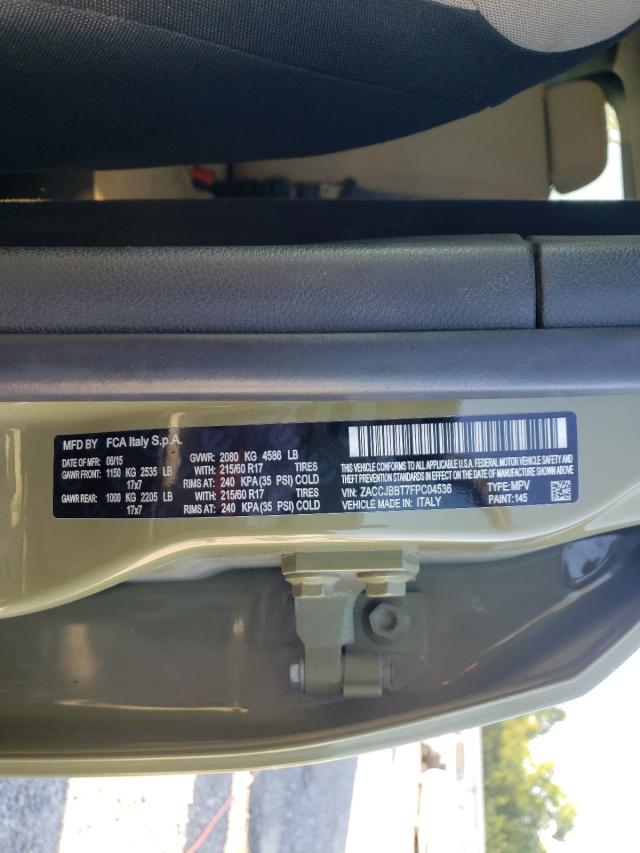 MFD BY FCA Italy S.p.A.
DATE OF MFR 06/15 GVWR: 2080 KG 4586 LB
GAWR FRONT: 1150 KG 2535 LB WITH: 215/60 R17 TIRES
17x7 RIMS AT: 240 KPA (35 PSI) COLD
GAWR REAR: 1000 KG 2205 LB WITH: 215/60 R17 TIRES
17x7 RIMS AT: 240 KPA (35 PSI) COLD
THIS VEHICLE CONFORMS TO ALL APPLICABLE U.S.A. FEDERAL MOTOR VEHICLE SAFETY, BUMPER AND
THEFT PREVENTION STANDARDS IN EFFECT ON THE DATE OF MANUFACTURE SHOWN ABOVE.
VIN: ZACCJBBT7FPC04536 TYPE: MPV
VEHICLE MADE IN: ITALY PAINT: 145